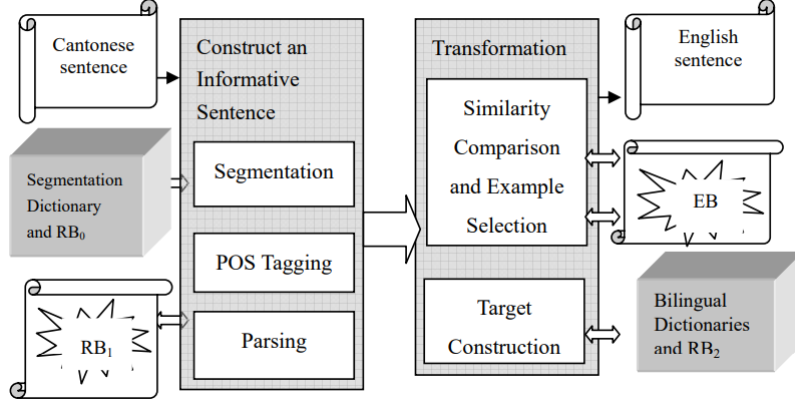 Cantonese
sentence
Construct an
Informative
Sentence
Segmentation
POS Tagging
Parsing
Segmentation
Dictionary
and RB₀
RB₁
Transformation
Similarity
Comparison
and Example
Selection
Target
Construction
English
sentence
EB
Bilingual
Dictionaries
and RB₂